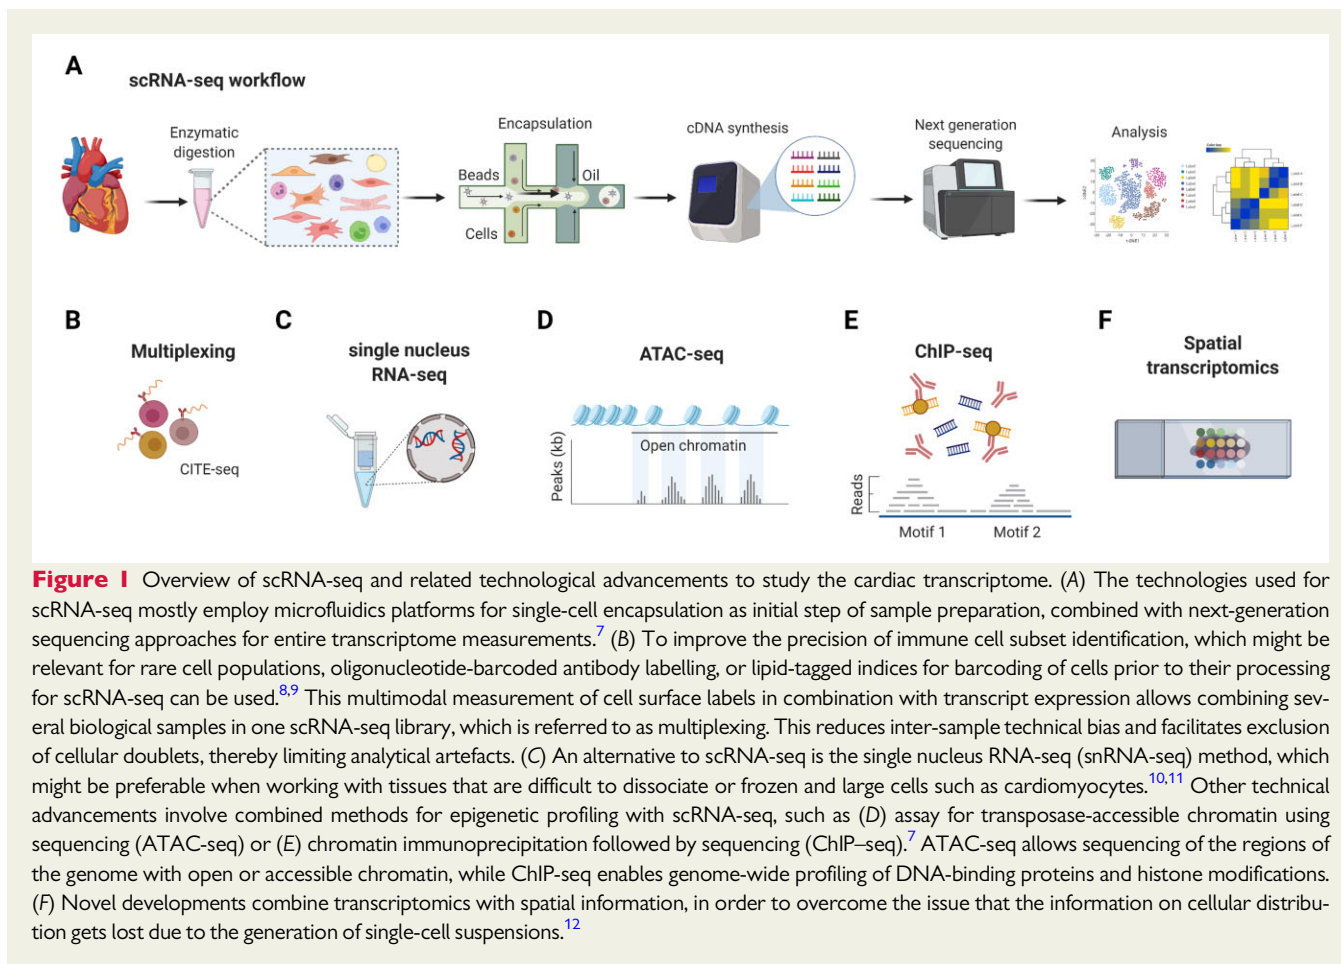 A
scRNA-seq workflow
Enzymatic
digestion
Encapsulation
Beads
Oil
Cells
cDNA synthesis
Next generation
sequencing
Analysis
B
Multiplexing
CITE-seq
C
single nucleus
RNA-seq
D
ATAC-seq
Open chromatin
Peaks (kb)
E
ChIP-seq
Reads
Motif 1
Motif 2
F
Spatial
transcriptomics
Figure 1 Overview of scRNA-seq and related technological advancements to study the cardiac transcriptome. (A) The technologies used for
scRNA-seq mostly employ microfluidics platforms for single-cell encapsulation as initial step of sample preparation, combined with next-generation
sequencing approaches for entire transcriptome measurements.7 (B) To improve the precision of immune cell subset identification, which might be
relevant for rare cell populations, oligonucleotide-barcoded antibody labelling, or lipid-tagged indices for barcoding of cells prior to their processing
for scRNA-seq can be used.8,9 This multimodal measurement of cell surface labels in combination with transcript expression allows combining sev-
eral biological samples in one scRNA-seq library, which is referred to as multiplexing. This reduces inter-sample technical bias and facilitates exclusion
of cellular doublets, thereby limiting analytical artefacts. (C) An alternative to scRNA-seq is the single nucleus RNA-seq (snRNA-seq) method, which
might be preferable when working with tissues that are difficult to dissociate or frozen and large cells such as cardiomyocytes.10,11 Other technical
advancements involve combined methods for epigenetic profiling with scRNA-seq, such as (D) assay for transposase-accessible chromatin using
sequencing (ATAC-seq) or (E) chromatin immunoprecipitation followed by sequencing (ChIP–seq).7 ATAC-seq allows sequencing of the regions of
the genome with open or accessible chromatin, while ChIP-seq enables genome-wide profiling of DNA-binding proteins and histone modifications.
(F) Novel developments combine transcriptomics with spatial information, in order to overcome the issue that the information on cellular distribu-
tion gets lost due to the generation of single-cell suspensions.12